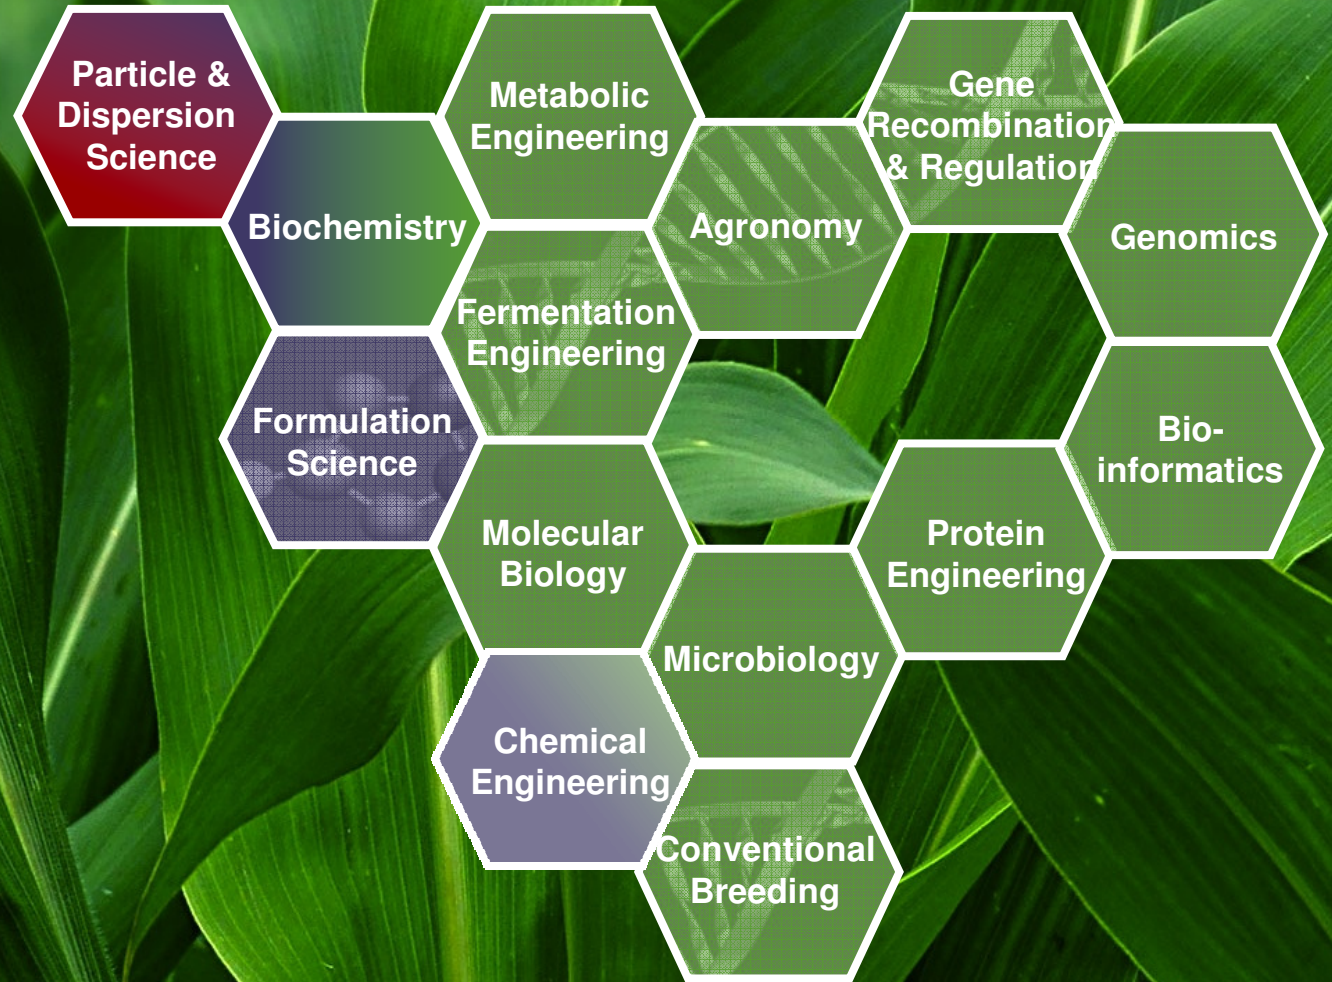 Particle &
Dispersion
Science
Metabolic
Engineering
Gene
Recombination
& Regulation
Biochemistry
Agronomy
Genomics
Fermentation
Engineering
Formulation
Science
Bio-
informatics
Molecular
Biology
Protein
Engineering
Microbiology
Chemical
Engineering
Conventional
Breeding